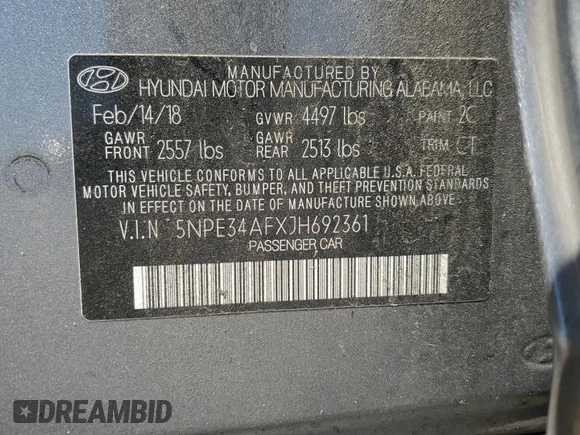 MANUFACTURED BY
HYUNDAI MOTOR MANUFACTURING ALABAMA, LLC
Feb/14/18 GVWR 4497 lbs PAINT 2C
GAWR FRONT 2557 lbs GAWR REAR 2513 lbs TRIM CT
THIS VEHICLE CONFORMS TO ALL APPLICABLE U.S.A. FEDERAL
MOTOR VEHICLE SAFETY, BUMPER, AND THEFT PREVENTION STANDARDS
IN EFFECT ON THE DATE OF MANUFACTURE SHOWN ABOVE.
V.I.N 5NPE34AFXJH692361
PASSENGER CAR
DREAMBID